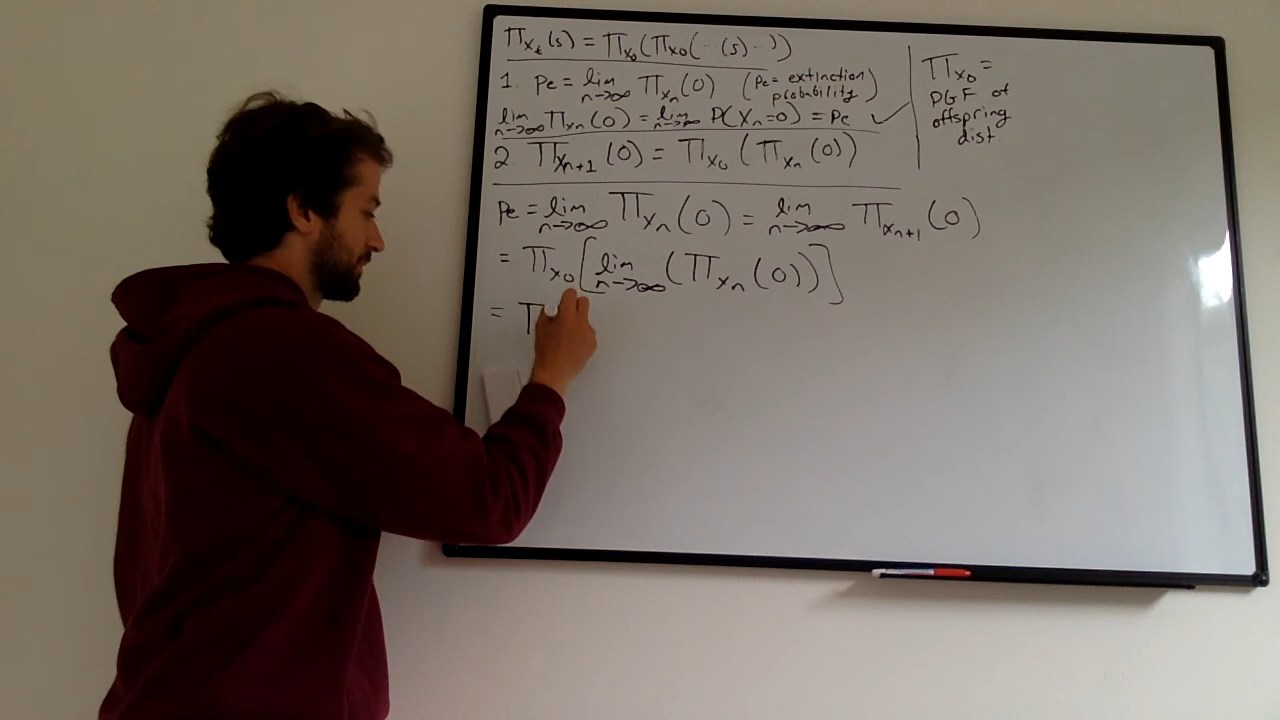 Π_{X_t}(s) = Π_{X_0}(Π_{X_0}(··(s)··))
1. Pe = lim_{n→∞} Π_{X_n}(0) (Pe = extinction probability)
lim_{n→∞} Π_{X_n}(0) = lim_{n→∞} P(X_n=0) = Pe ✓
2. Π_{X_{n+1}}(0) = Π_{X_0}(Π_{X_n}(0))
Pe = lim_{n→∞} Π_{X_n}(0) = lim_{n→∞} Π_{X_{n+1}}(0)
= Π_{X_0}[lim_{n→∞}(Π_{X_n}(0))]
= Π
Π_{X_0} =
PGF of
offspring
dist.